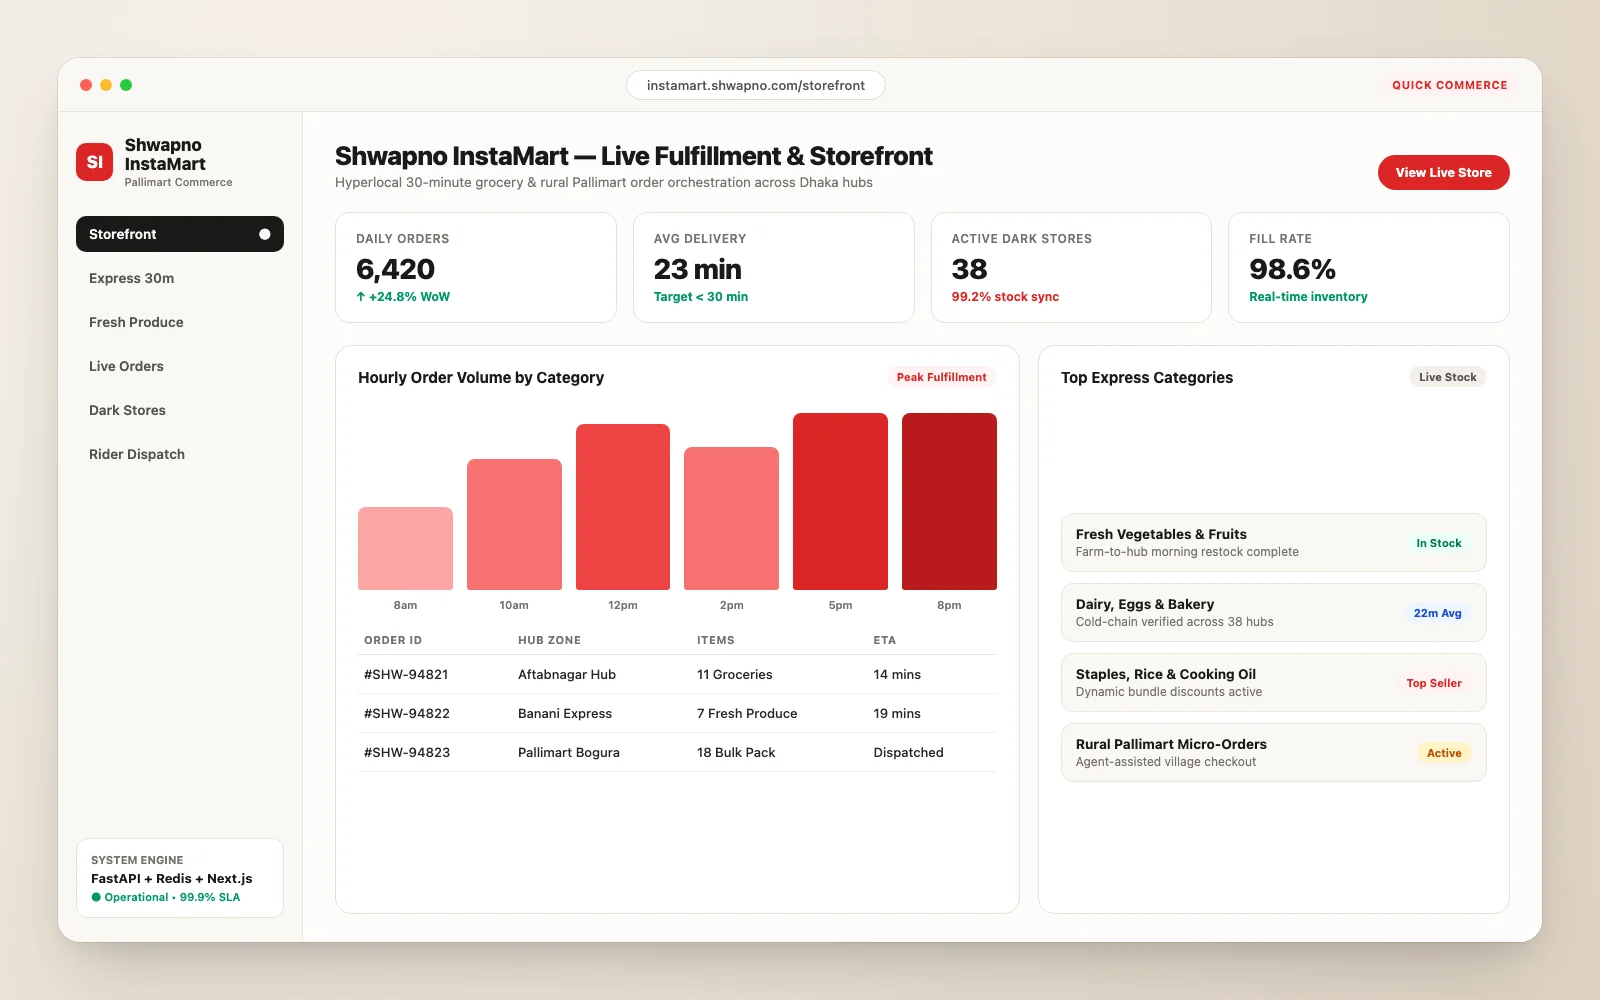 instamart.shwapno.com/storefront
QUICK COMMERCE
SI
Shwapno
InstaMart
Pallimart Commerce
Storefront
Express 30m
Fresh Produce
Live Orders
Dark Stores
Rider Dispatch
SYSTEM ENGINE
FastAPI + Redis + Next.js
● Operational • 99.9% SLA
Shwapno InstaMart — Live Fulfillment & Storefront
Hyperlocal 30-minute grocery & rural Pallimart order orchestration across Dhaka hubs
View Live Store
DAILY ORDERS
6,420
↑ +24.8% WoW
AVG DELIVERY
23 min
Target < 30 min
ACTIVE DARK STORES
38
99.2% stock sync
FILL RATE
98.6%
Real-time inventory
Hourly Order Volume by Category
Peak Fulfillment
8am 10am 12pm 2pm 5pm 8pm
ORDER ID HUB ZONE ITEMS ETA
#SHW-94821 Aftabnagar Hub 11 Groceries 14 mins
#SHW-94822 Banani Express 7 Fresh Produce 19 mins
#SHW-94823 Pallimart Bogura 18 Bulk Pack Dispatched
Top Express Categories
Live Stock
Fresh Vegetables & Fruits
Farm-to-hub morning restock complete
In Stock
Dairy, Eggs & Bakery
Cold-chain verified across 38 hubs
22m Avg
Staples, Rice & Cooking Oil
Dynamic bundle discounts active
Top Seller
Rural Pallimart Micro-Orders
Agent-assisted village checkout
Active